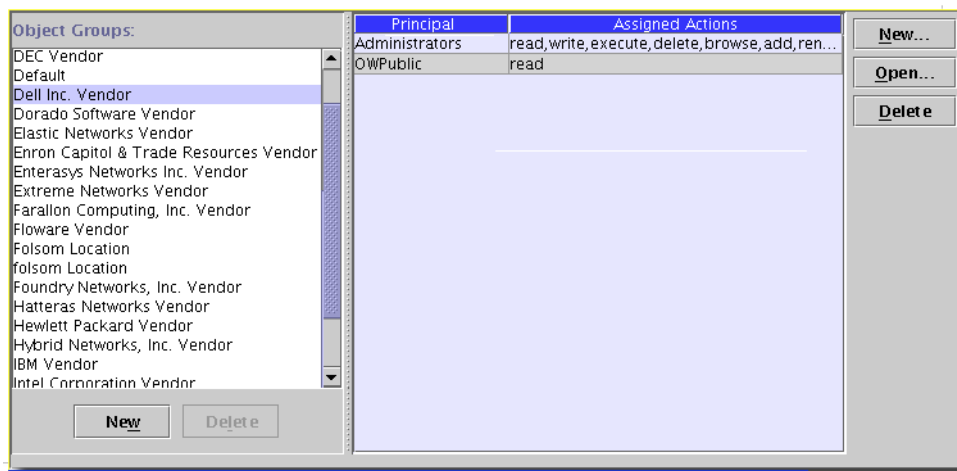 Object Groups:
DEC Vendor
Default
Dell Inc. Vendor
Dorado Software Vendor
Elastic Networks Vendor
Enron Capitol & Trade Resources Vendor
Enterasys Networks Inc. Vendor
Extreme Networks Vendor
Farallon Computing, Inc. Vendor
Floware Vendor
Folsom Location
folsom Location
Foundry Networks, Inc. Vendor
Hatteras Networks Vendor
Hewlett Packard Vendor
Hybrid Networks, Inc. Vendor
IBM Vendor
Intel Corporation Vendor
New Delete
Principal Assigned Actions
Administrators read,write,execute,delete,browse,add,ren...
OWPublic read
New...
Open...
Delete